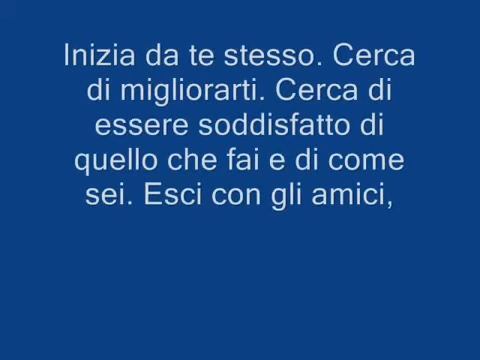 Inizia da te stesso. Cerca
di migliorarti. Cerca di
essere soddisfatto di
quello che fai e di come
sei. Esci con gli amici,